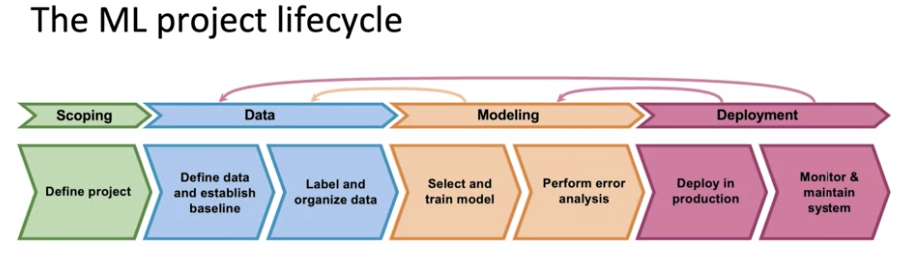 The ML project lifecycle
Scoping
Data
Modeling
Deployment
Define project
Define data
and establish
baseline
Label and
organize data
Select and
train model
Perform error
analysis
Deploy in
production
Monitor &
maintain
system